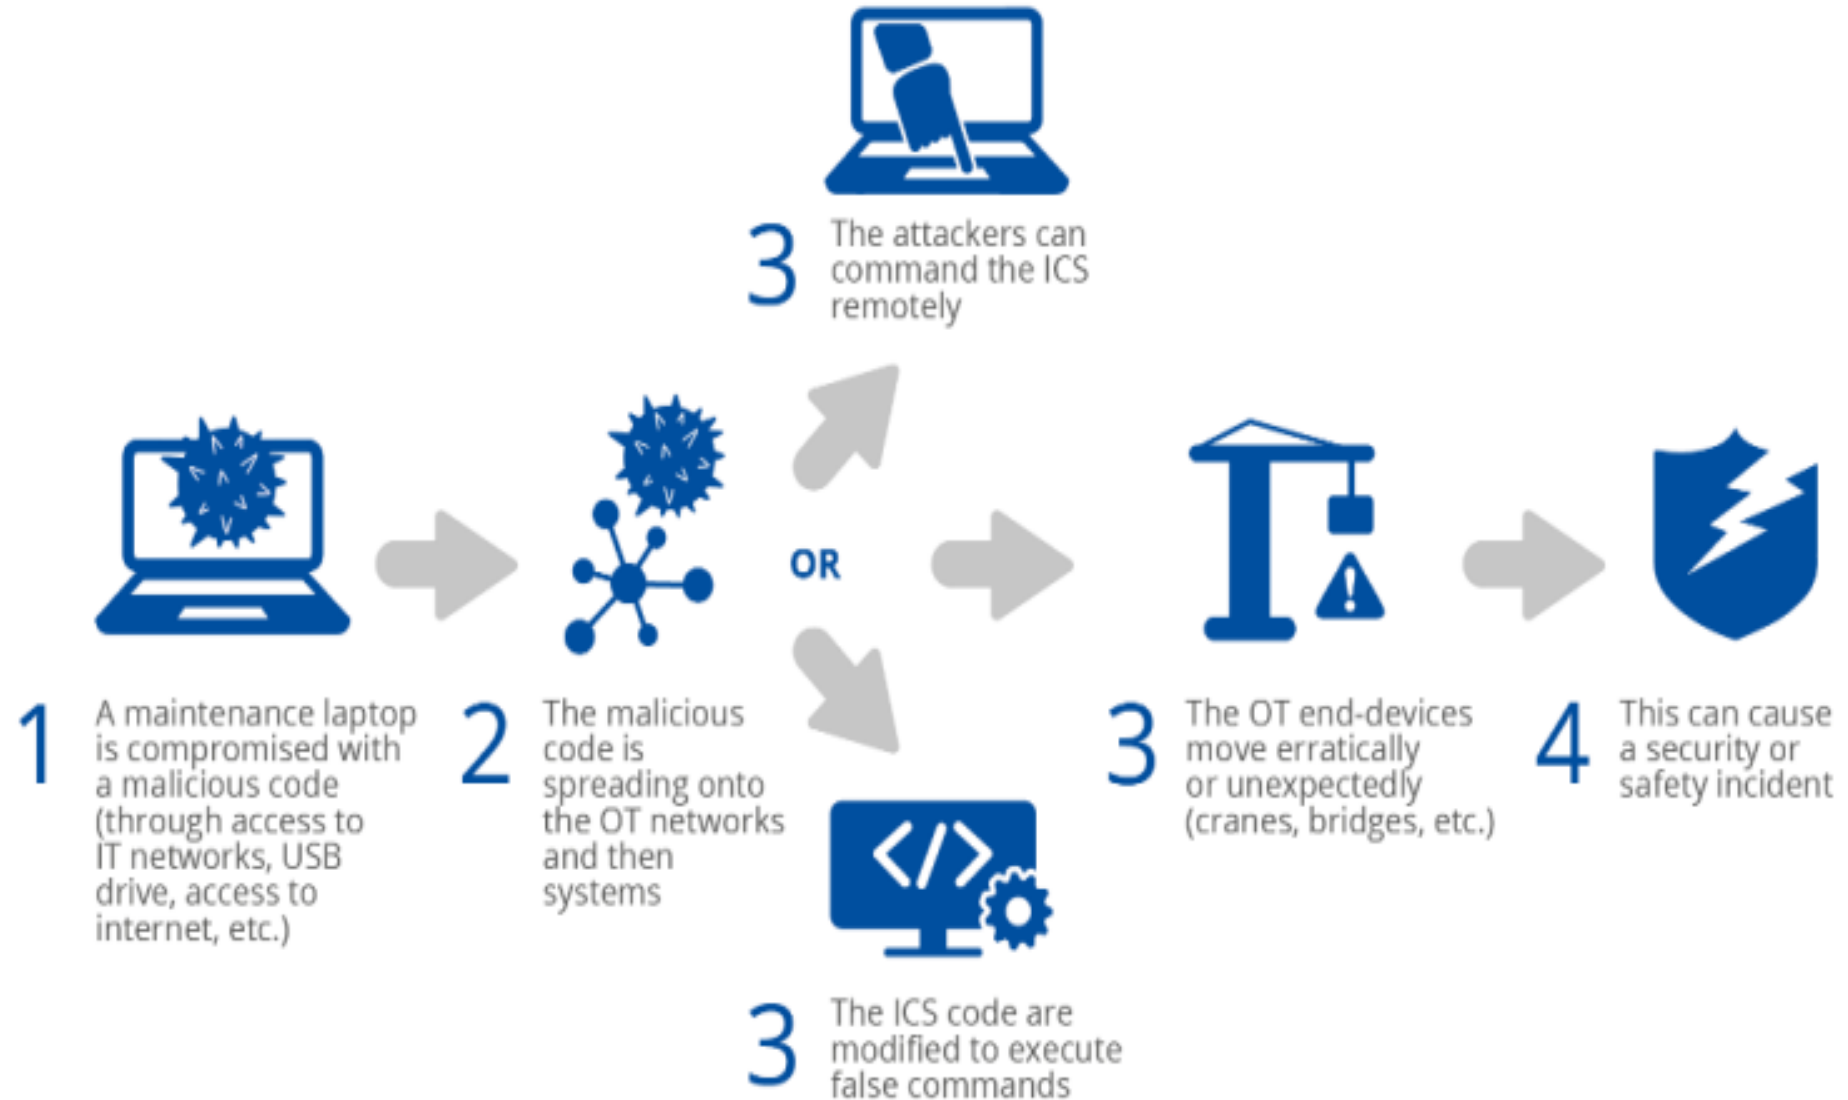 3
The attackers can
command the ICS
remotely
OR
1
A maintenance laptop
is compromised with
a malicious code
(through access to
IT networks, USB
drive, access to
internet, etc.)
2
The malicious
code is
spreading onto
the OT networks
and then
systems
3
The OT end-devices
move erratically
or unexpectedly
(cranes, bridges, etc.)
4
This can cause
a security or
safety incident
</>
3
The ICS code are
modified to execute
false commands